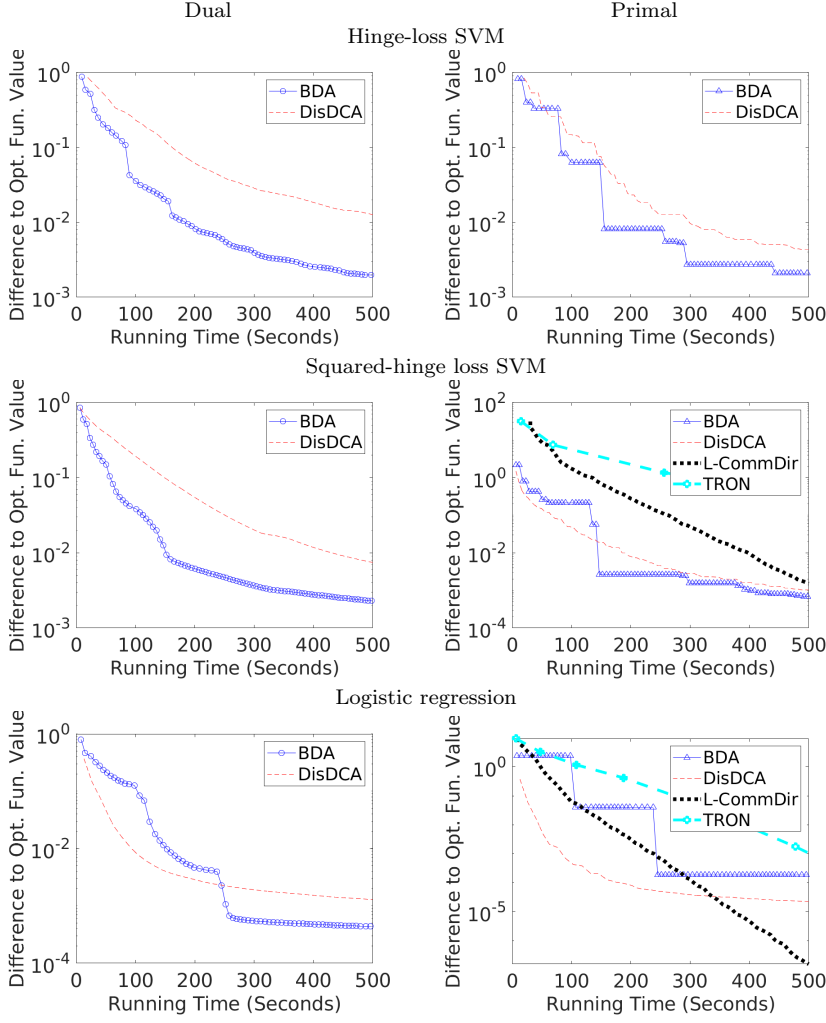 Dual
Primal
Hinge-loss SVM
Difference to Opt. Fun. Value
10^0
10^-1
10^-2
10^-3
0 100 200 300 400 500
Running Time (Seconds)
BDA
DisDCA
Difference to Opt. Fun. Value
10^0
10^-1
10^-2
10^-3
0 100 200 300 400 500
Running Time (Seconds)
BDA
DisDCA
Squared-hinge loss SVM
Difference to Opt. Fun. Value
10^0
10^-1
10^-2
10^-3
0 100 200 300 400 500
Running Time (Seconds)
BDA
DisDCA
Difference to Opt. Fun. Value
10^2
10^0
10^-2
10^-4
0 100 200 300 400 500
Running Time (Seconds)
BDA
DisDCA
L-CommDir
TRON
Logistic regression
Difference to Opt. Fun. Value
10^0
10^-2
10^-4
0 100 200 300 400 500
Running Time (Seconds)
BDA
DisDCA
Difference to Opt. Fun. Value
10^0
10^-5
0 100 200 300 400 500
Running Time (Seconds)
BDA
DisDCA
L-CommDir
TRON